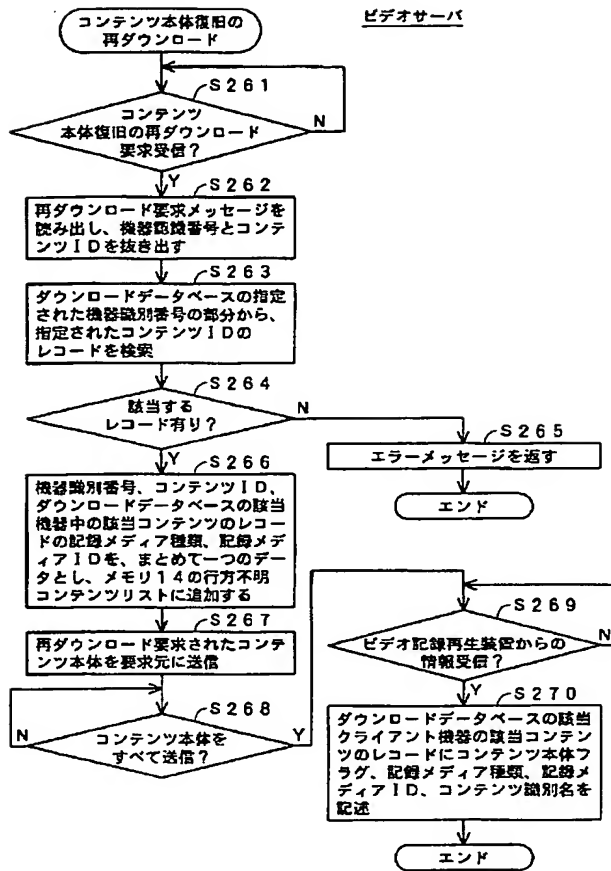 コンテンツ本体復旧の
再ダウンロード
ビデオサーバ
S261
コンテンツ
本体復旧の再ダウンロード
要求受信?
N
Y
S262
再ダウンロード要求メッセージを
読み出し、機器認識番号とコンテ
ンツIDを抜き出す
S263
ダウンロードデータベースの指定
された機器識別番号の部分から、
指定されたコンテンツIDの
レコードを検索
S264
該当する
レコード有り?
N
Y
S265
エラーメッセージを返す
エンド
S266
機器識別番号、コンテンツID、
ダウンロードデータベースの該当
機器中の該当コンテンツのレコー
ドの記録メディア種類、記録メデ
ィアIDを、まとめて一つのデー
タとし、メモリ14の行方不明
コンテンツリストに追加する
S267
再ダウンロード要求されたコンテ
ンツ本体を要求元に送信
S268
コンテンツ本体を
すべて送信?
N
Y
S269
ビデオ記録再生装置からの
情報受信?
N
Y
S270
ダウンロードデータベースの該当
クライアント機器の該当コンテン
ツのレコードにコンテンツ本体フ
ラグ、記録メディア種類、記録メ
ディアID、コンテンツ識別名を
記述
エンド